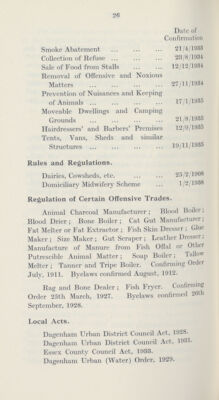 26
Date of
Confirmation
Smoke Abatement ... ... ... 21/4/1933
Collection of Refuse ... ... ... 23/8/1934
Sale of Food from Stalls ... ... 12/12/1934
Removal of Offensive and Noxious
Matters ... ... ... ... 27/11/1934
Prevention of Nuisances and Keeping
of Animals ... ... ... ... 17/1/1935
Moveable Dwellings and Camping
Grounds ... ... ... ... 21/8/1935
Hairdressers' and Barbers' Premises 12/9/1935
Tents, Vans, Sheds and similar
Structures ... ... ... ... 19/11/1935
Rules and Regulations.
Dairies, Cowsheds, etc. ... ... 23/2/1906
Domiciliary Midwifery Scheme ... 1/2/1938
Regulation of Certain Offensive Trades.
Animal Charcoal Manufacturer; Blood Boiler;
Blood Drier; Bone Boiler; Cat Gut Manufacturer;
Fat Melter or Fat Extractor; Fish Skin Dresser; Glue
Maker; Size Maker; Gut Scraper; Leather Dresser;
Manufacture of Manure from Fish Offal or Other
Putrescible Animal Matter; Soap Boiler; Tallow
Melter; Tanner and Tripe Boiler. Confirming Order
July, 1911. Byelaws confirmed August, 1912.
Rag and Bone Dealer; Fish Fryer. Confirming
Order 25th March, 1927. Byelaws confirmed 26th
September, 1928.
Local Acts.
Dagenham Urban District Council Act, 1928.
Dagenham Urban District Council Act, 1931.
Essex County Council Act, 1933.
Dagenham Urban (Water) Order, 1929.